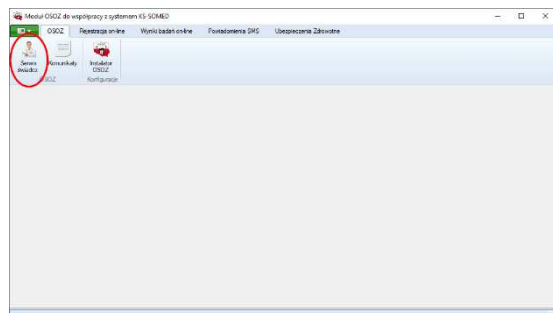 Moduł OSOZ do współpracy z systemem KS-SOMED
OSOZ Rejestracja on-line Wyniki badań on-line Powiadomienia SMS Ubezpieczenia Zdrowotne
Serwis Komunikaty Instalator
świadcz OSOZ
OSOZ Konfiguracja